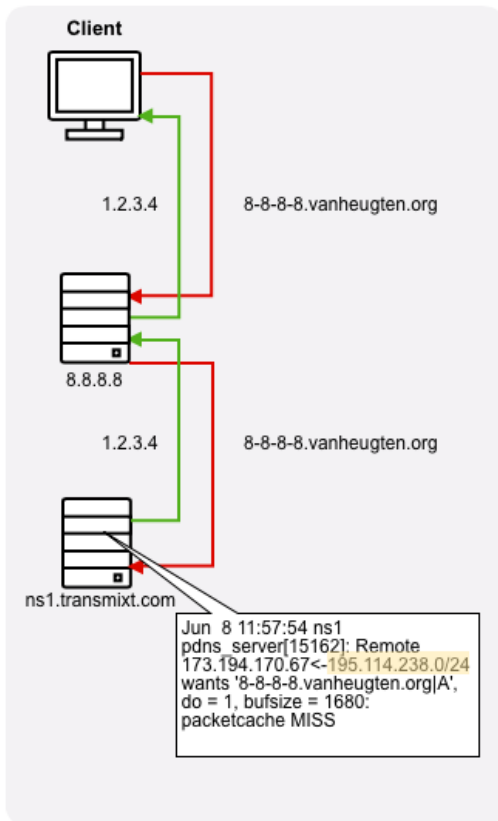 Client
1.2.3.4
8-8-8-8.vanheugten.org
8.8.8.8
1.2.3.4
8-8-8-8.vanheugten.org
ns1.transmixt.com
Jun 8 11:57:54 ns1
pdns_server[15162]: Remote
173.194.170.67<-195.114.238.0/24
wants '8-8-8-8.vanheugten.org|A',
do = 1, bufsize = 1680:
packetcache MISS